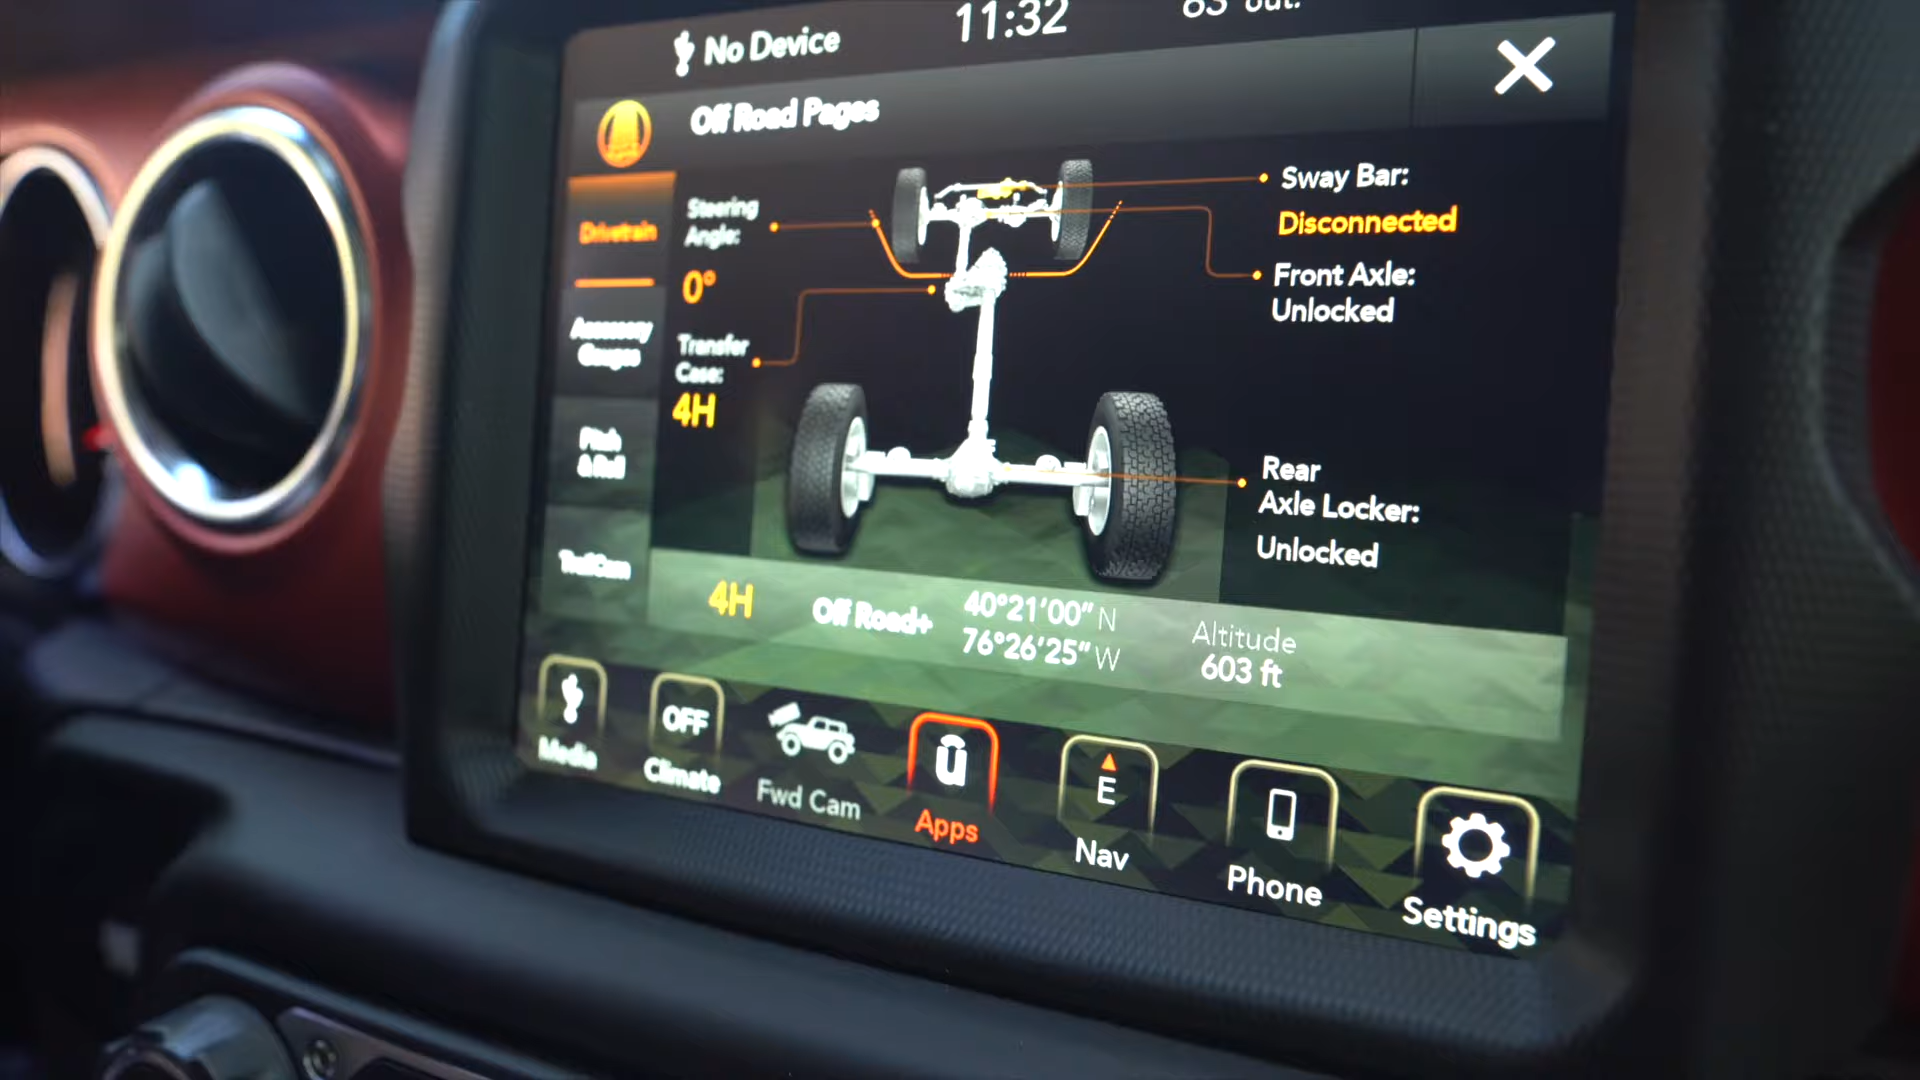 No Device
11:32
63° out.
Off Road Pages
Drivetrain
Accessory
Gauges
Pitch
& Roll
TrailCam
Steering
Angle:
0°
Transfer
Case:
4H
Sway Bar:
Disconnected
Front Axle:
Unlocked
Rear
Axle Locker:
Unlocked
4H
Off Road+
40°21'00" N
76°26'25" W
Altitude
603 ft
Media
OFF
Climate
Fwd Cam
ū
Apps
E
Nav
Phone
Settings